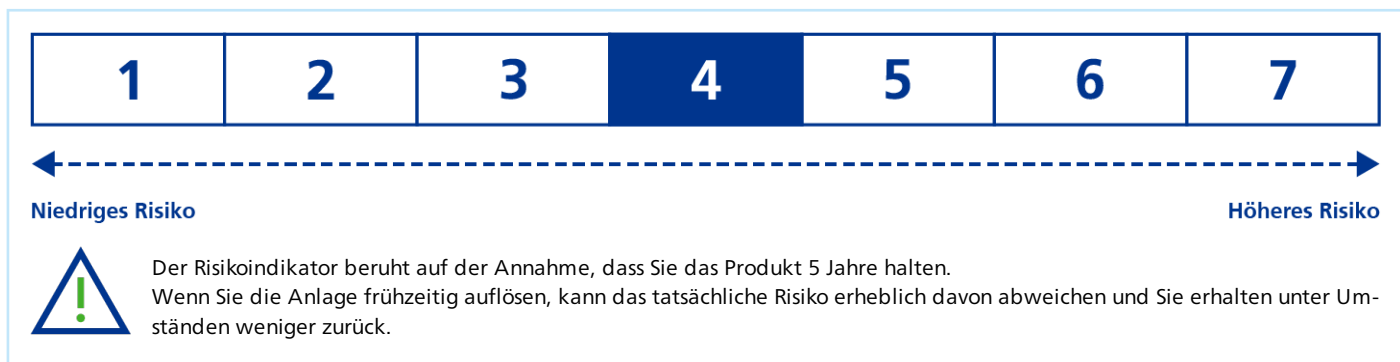 1 2 3 4 5 6 7
Niedriges Risiko Höheres Risiko
Der Risikoindikator beruht auf der Annahme, dass Sie das Produkt 5 Jahre halten.
Wenn Sie die Anlage frühzeitig auflösen, kann das tatsächliche Risiko erheblich davon abweichen und Sie erhalten unter Um-
ständen weniger zurück.